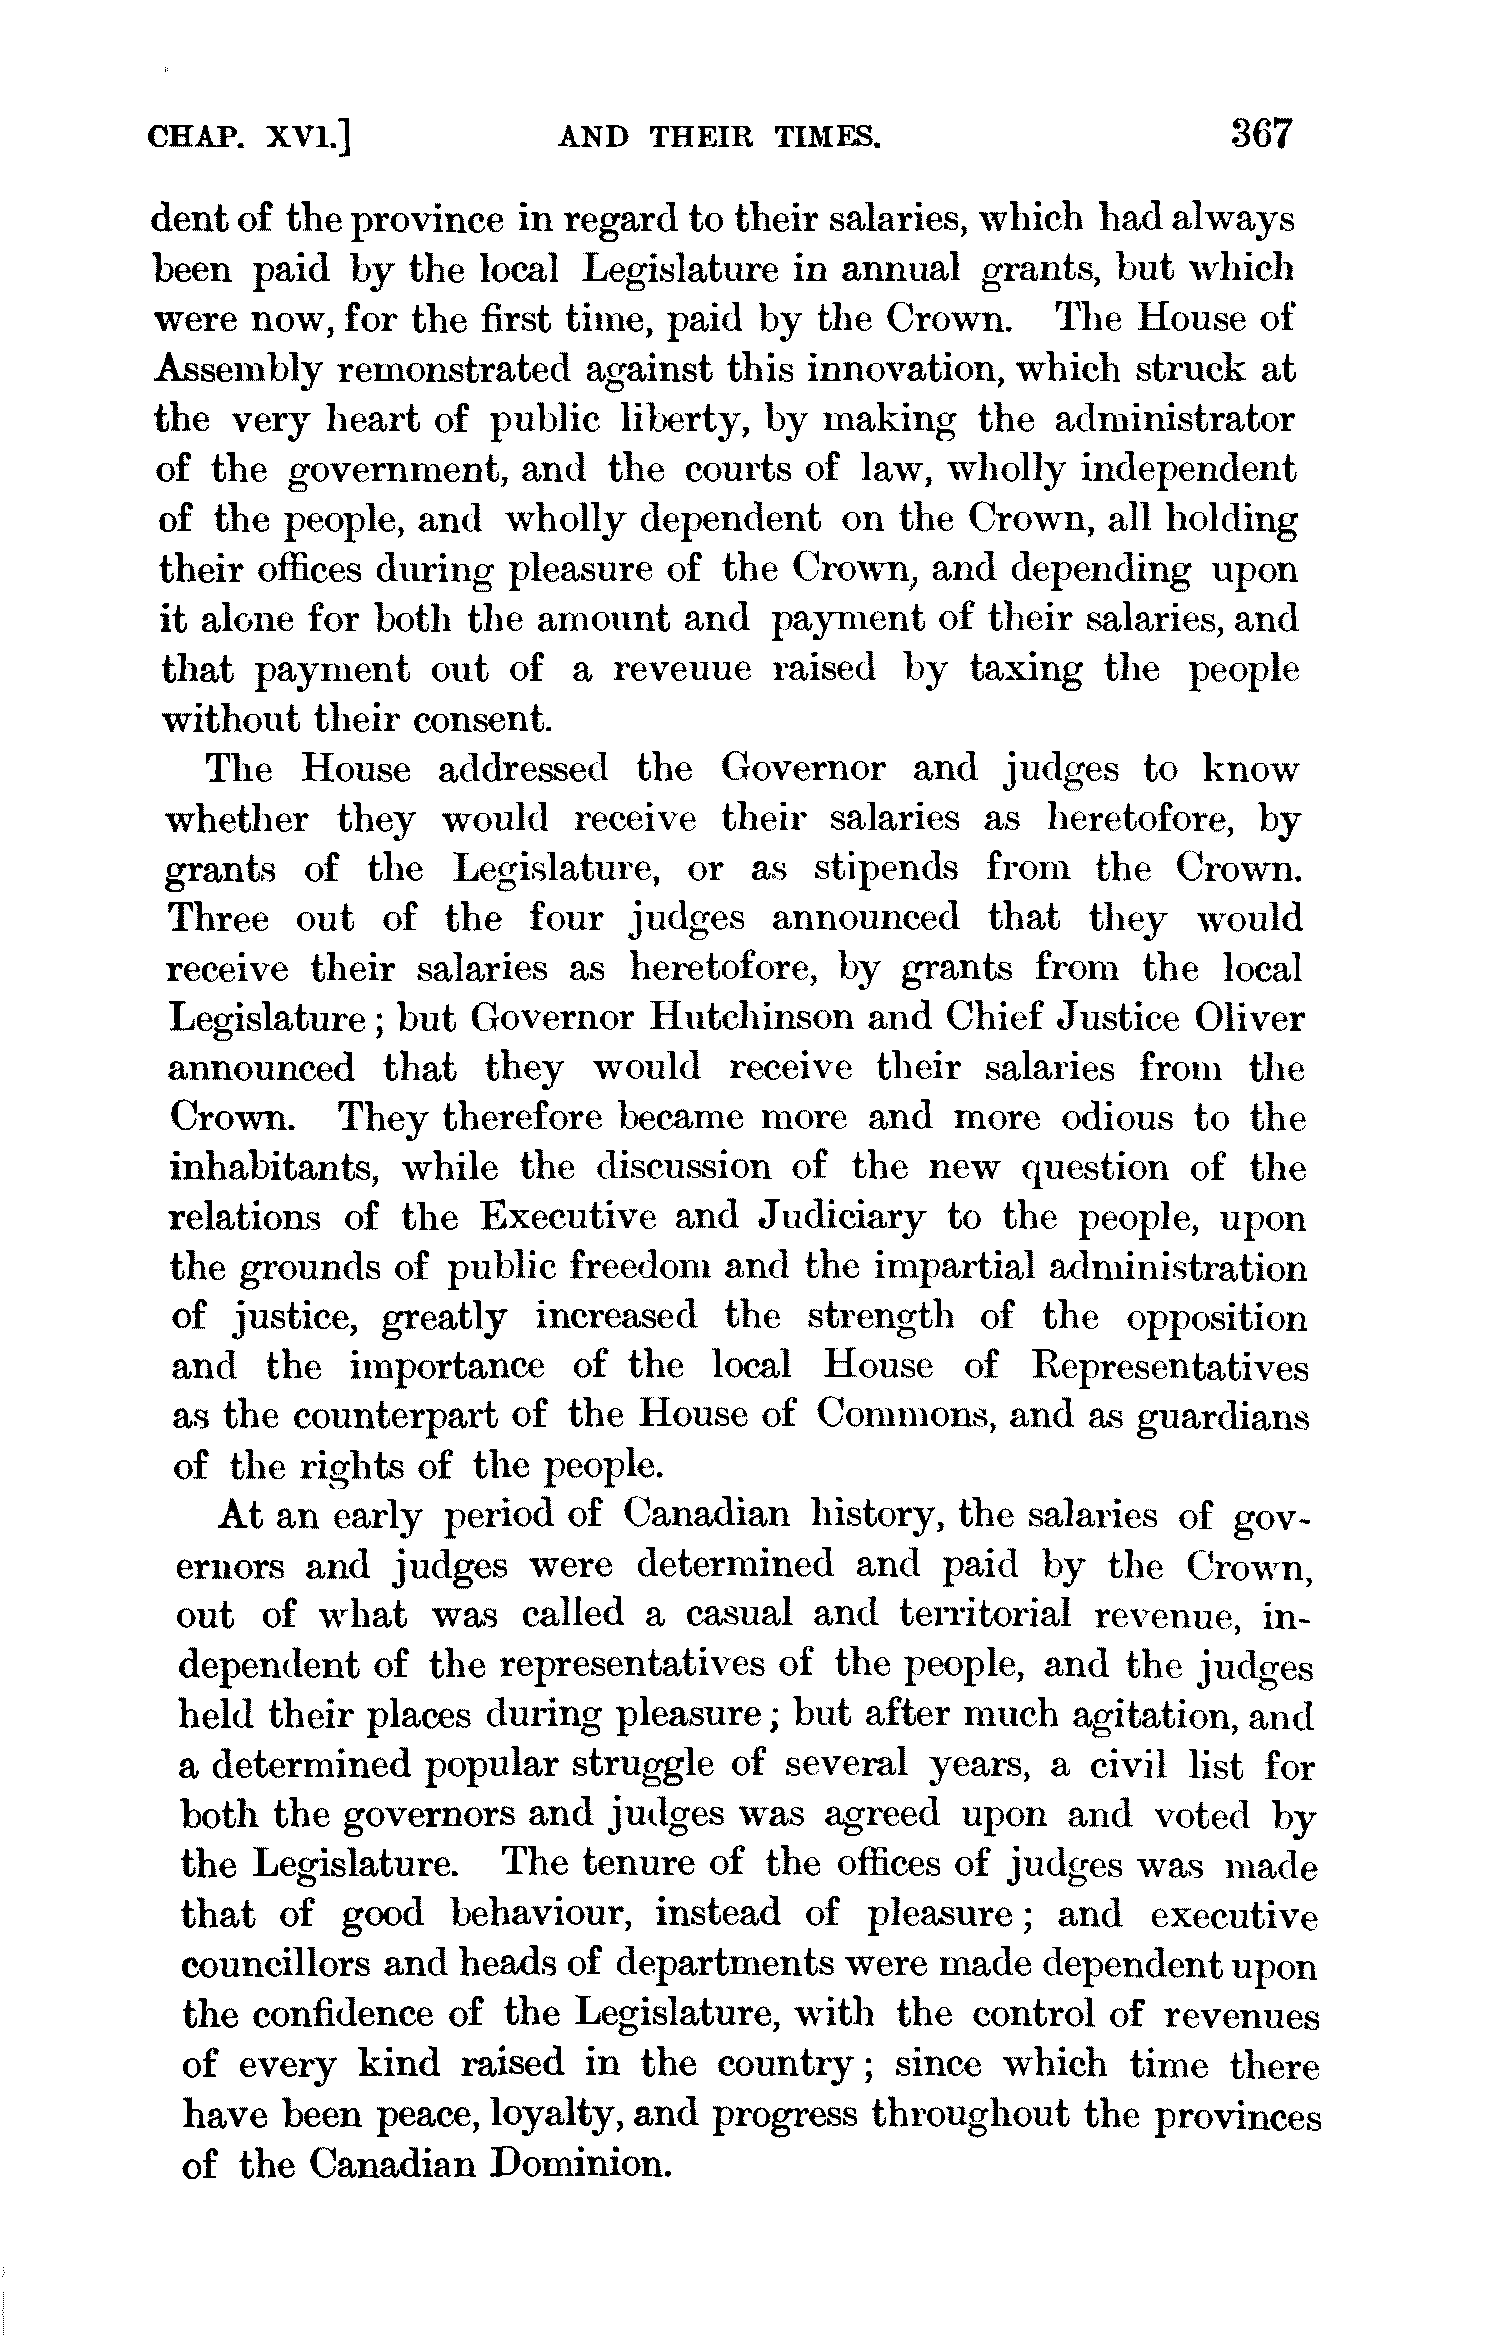 CHAP. XVI.] AND THEIR TIMES. 367
dent of the province in regard to their salaries, which had always
been paid by the local Legislature in annual grants, but which
were now, for the first time, paid by the Crown. The House of
Assembly remonstrated against this innovation, which struck at
the very heart of public liberty, by making the administrator
of the government, and the courts of law, wholly independent
of the people, and wholly dependent on the Crown, all holding
their offices during pleasure of the Crown, and depending upon
it alone for both the amount and payment of their salaries, and
that payment out of a reveuue raised by taxing the people
without their consent.
The House addressed the Governor and judges to know
whether they would receive their salaries as heretofore, by
grants of the Legislature, or as stipends from the Crown.
Three out of the four judges announced that they would
receive their salaries as heretofore, by grants from the local
Legislature; but Governor Hutchinson and Chief Justice Oliver
announced that they would receive their salaries from the
Crown. They therefore became more and more odious to the
inhabitants, while the discussion of the new question of the
relations of the Executive and Judiciary to the people, upon
the grounds of public freedom and the impartial administration
of justice, greatly increased the strength of the opposition
and the importance of the local House of Representatives
as the counterpart of the House of Commons, and as guardians
of the rights of the people.
At an early period of Canadian history, the salaries of gov-
ernors and judges were determined and paid by the Crown,
out of what was called a casual and territorial revenue, in-
dependent of the representatives of the people, and the judges
held their places during pleasure; but after much agitation, and
a determined popular struggle of several years, a civil list for
both the governors and judges was agreed upon and voted by
the Legislature. The tenure of the offices of judges was made
that of good behaviour, instead of pleasure; and executive
councillors and heads of departments were made dependent upon
the confidence of the Legislature, with the control of revenues
of every kind raised in the country; since which time there
have been peace, loyalty, and progress throughout the provinces
of the Canadian Dominion.